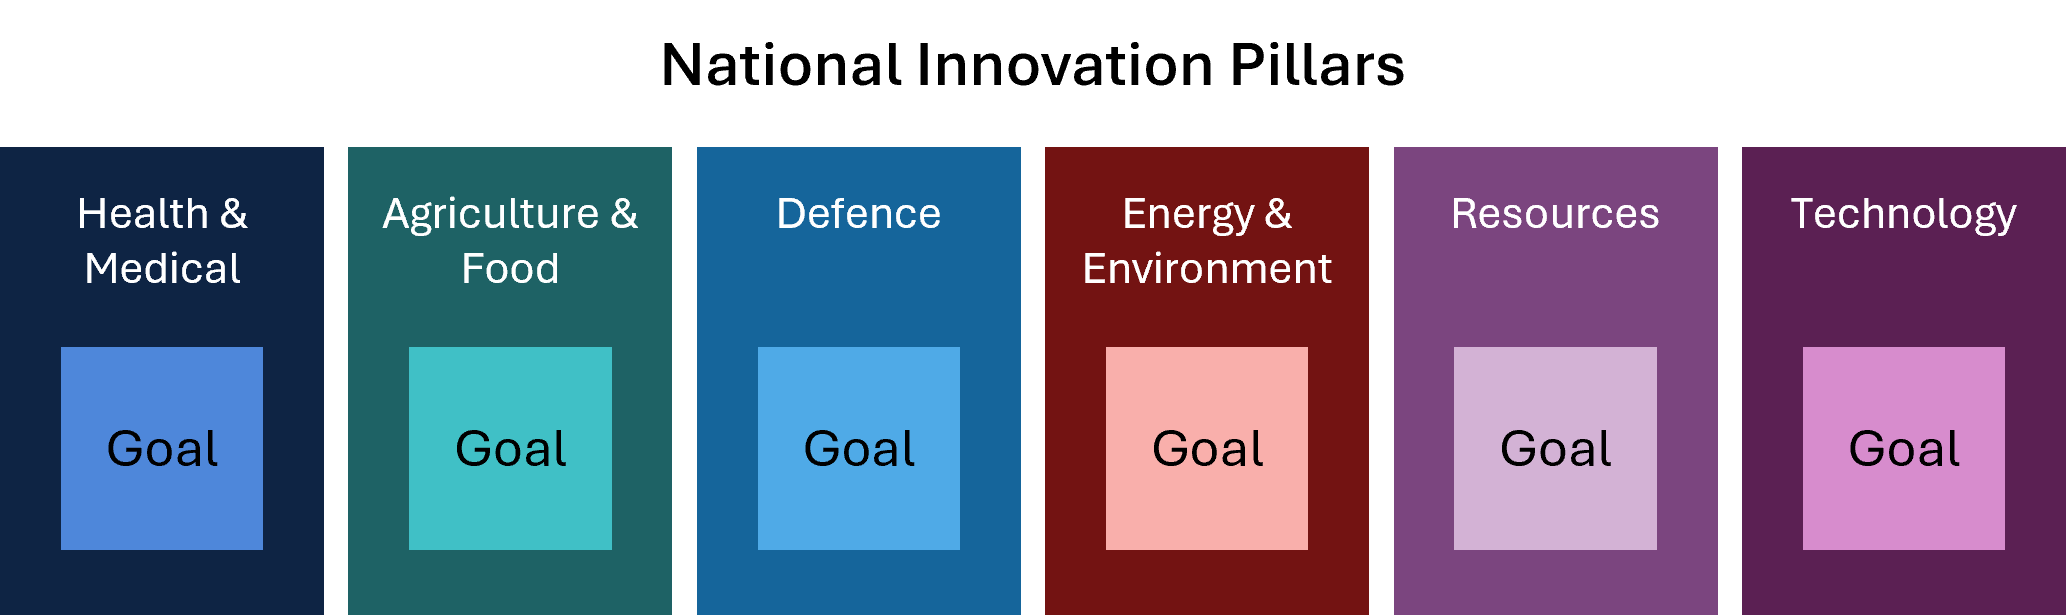 National Innovation Pillars
Health &
Medical
Goal
Agriculture &
Food
Goal
Defence
Goal
Energy &
Environment
Goal
Resources
Goal
Technology
Goal